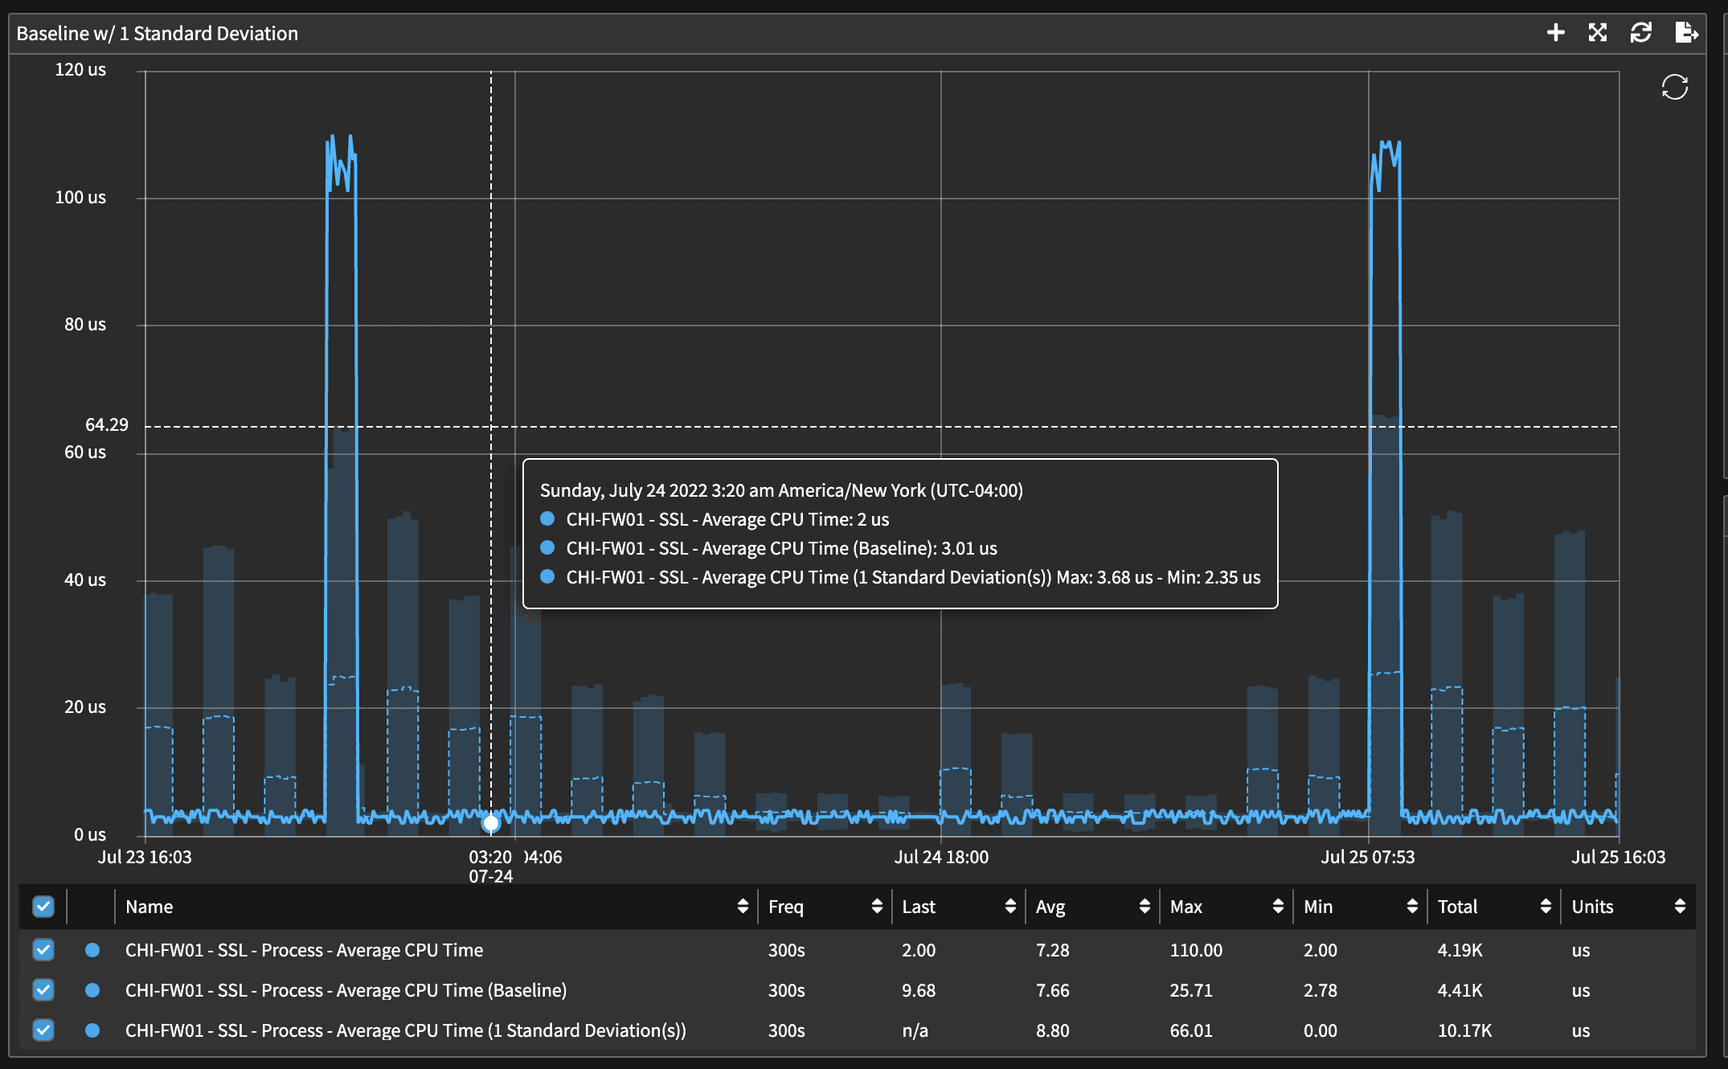 Baseline w/ 1 Standard Deviation
120 us
100 us
80 us
64.29
60 us
40 us
20 us
0 us
Sunday, July 24 2022 3:20 am America/New York (UTC-04:00)
CHI-FW01 - SSL - Average CPU Time: 2 us
CHI-FW01 - SSL - Average CPU Time (Baseline): 3.01 us
CHI-FW01 - SSL - Average CPU Time (1 Standard Deviation(s)) Max: 3.68 us - Min: 2.35 us
Jul 23 16:03 03:20 04:06 Jul 24 18:00 Jul 25 07:53 Jul 25 16:03
07-24
Name Freq Last Avg Max Min Total Units
CHI-FW01 - SSL - Process - Average CPU Time 300s 2.00 7.28 110.00 2.00 4.19K us
CHI-FW01 - SSL - Process - Average CPU Time (Baseline) 300s 9.68 7.66 25.71 2.78 4.41K us
CHI-FW01 - SSL - Process - Average CPU Time (1 Standard Deviation(s)) 300s n/a 8.80 66.01 0.00 10.17K us